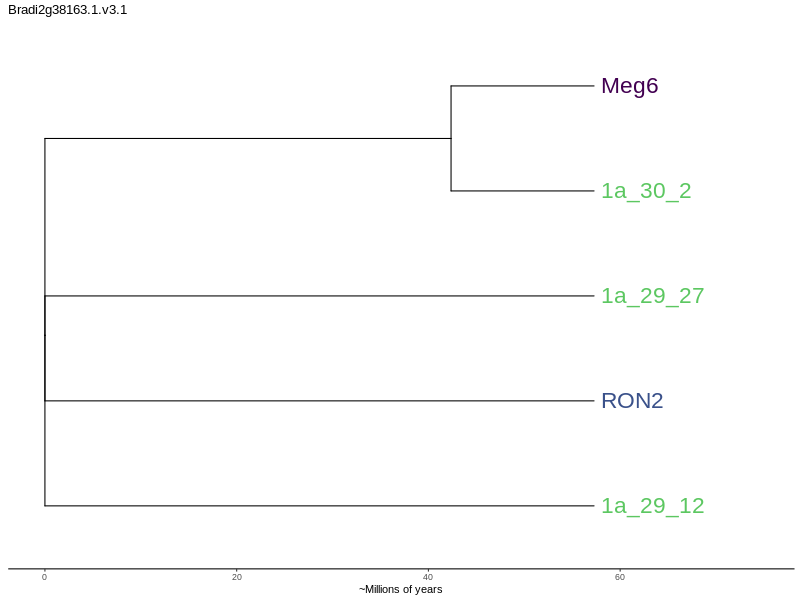 Bradi2g38163.1.v3.1
Meg6
1a_30_2
1a_29_27
RON2
1a_29_12
0 20 40 60
~Millions of years